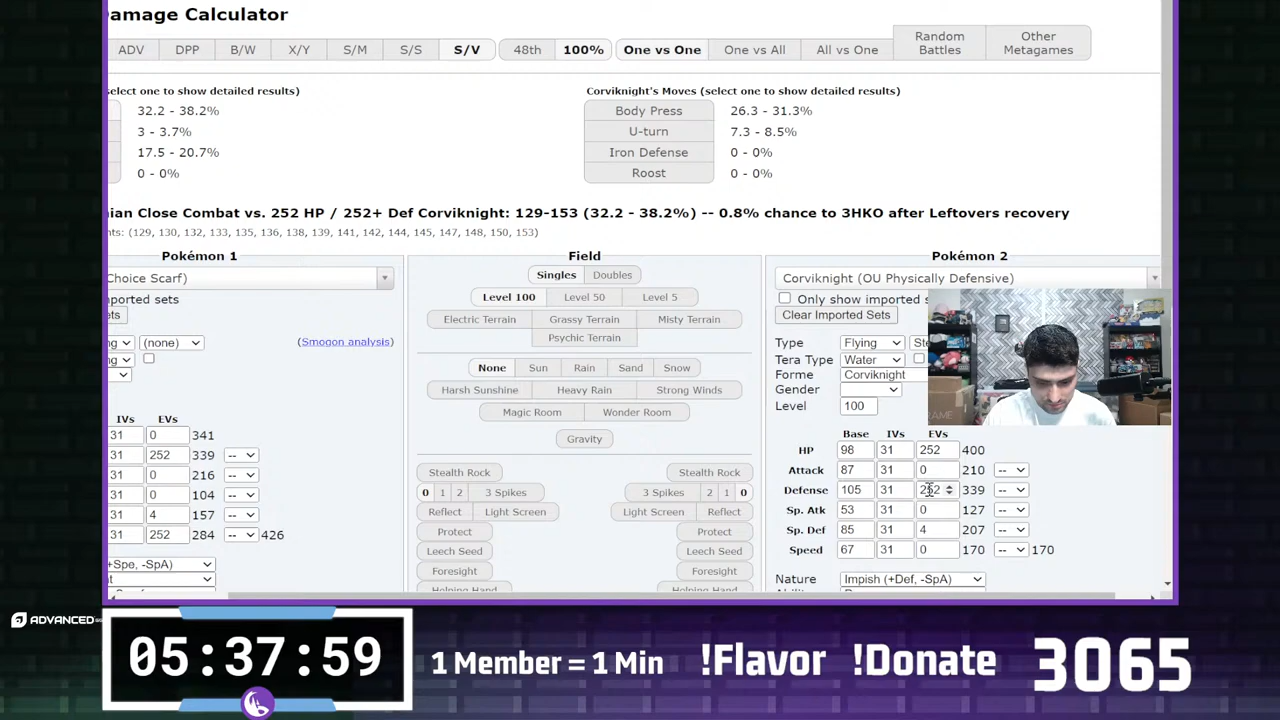 amage Calculator
ADV DPP B/W X/Y S/M S/S S/V 48th 100% One vs One One vs All All vs One Random Battles Other Metagames
elect one to show detailed results)
32.2 - 38.2%
3 - 3.7%
17.5 - 20.7%
0 - 0%
Corviknight's Moves (select one to show detailed results)
Body Press 26.3 - 31.3%
U-turn 7.3 - 8.5%
Iron Defense 0 - 0%
Roost 0 - 0%
ian Close Combat vs. 252 HP / 252+ Def Corviknight: 129-153 (32.2 - 38.2%) -- 0.8% chance to 3HKO after Leftovers recovery
nts: (129, 130, 132, 133, 135, 136, 138, 139, 141, 142, 144, 145, 147, 148, 150, 153)
Pokémon 1
Choice Scarf)
ported sets
ets
ng (none) (Smogon analysis)
ng
IVs EVs
31 0 341
31 252 339 --
31 0 216 --
31 0 104 --
31 4 157 --
31 252 284 -- 426
+Spe, -SpA)
nt
Field
Singles Doubles
Level 100 Level 50 Level 5
Electric Terrain Grassy Terrain Misty Terrain
Psychic Terrain
None Sun Rain Sand Snow
Harsh Sunshine Heavy Rain Strong Winds
Magic Room Wonder Room
Gravity
Stealth Rock Stealth Rock
0 1 2 3 Spikes 3 Spikes 2 1 0
Reflect Light Screen Light Screen Reflect
Protect Protect
Leech Seed Leech Seed
Foresight Foresight
Helping Hand Helping Hand
Pokémon 2
Corviknight (OU Physically Defensive)
Only show imported s
Clear Imported Sets
Type Flying Ste
Tera Type Water
Forme Corviknight
Gender
Level 100
Base IVs EVs
HP 98 31 252 400
Attack 87 31 0 210 --
Defense 105 31 252 339 --
Sp. Atk 53 31 0 127 --
Sp. Def 85 31 4 207 --
Speed 67 31 0 170 -- 170
Nature Impish (+Def, -SpA)
ADVANCED
05:37:59
1 Member = 1 Min !Flavor !Donate 3065